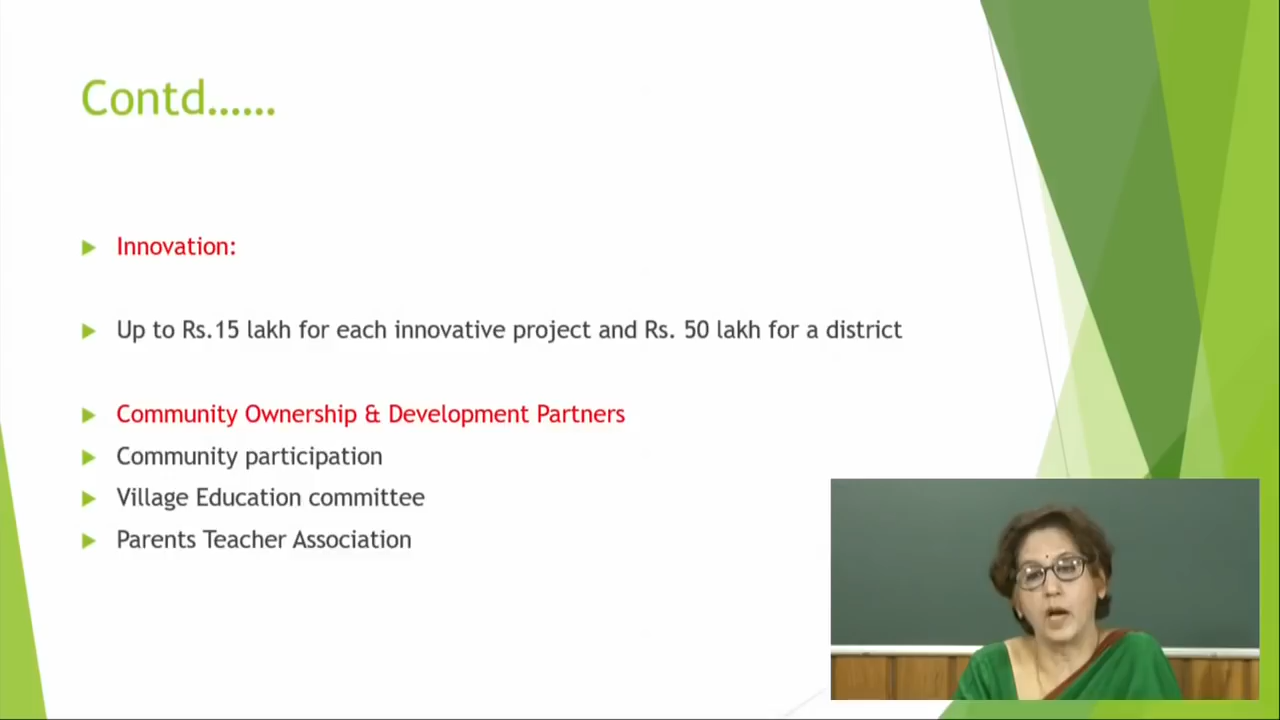 Contd......
Innovation:
Up to Rs.15 lakh for each innovative project and Rs. 50 lakh for a district
Community Ownership & Development Partners
Community participation
Village Education committee
Parents Teacher Association